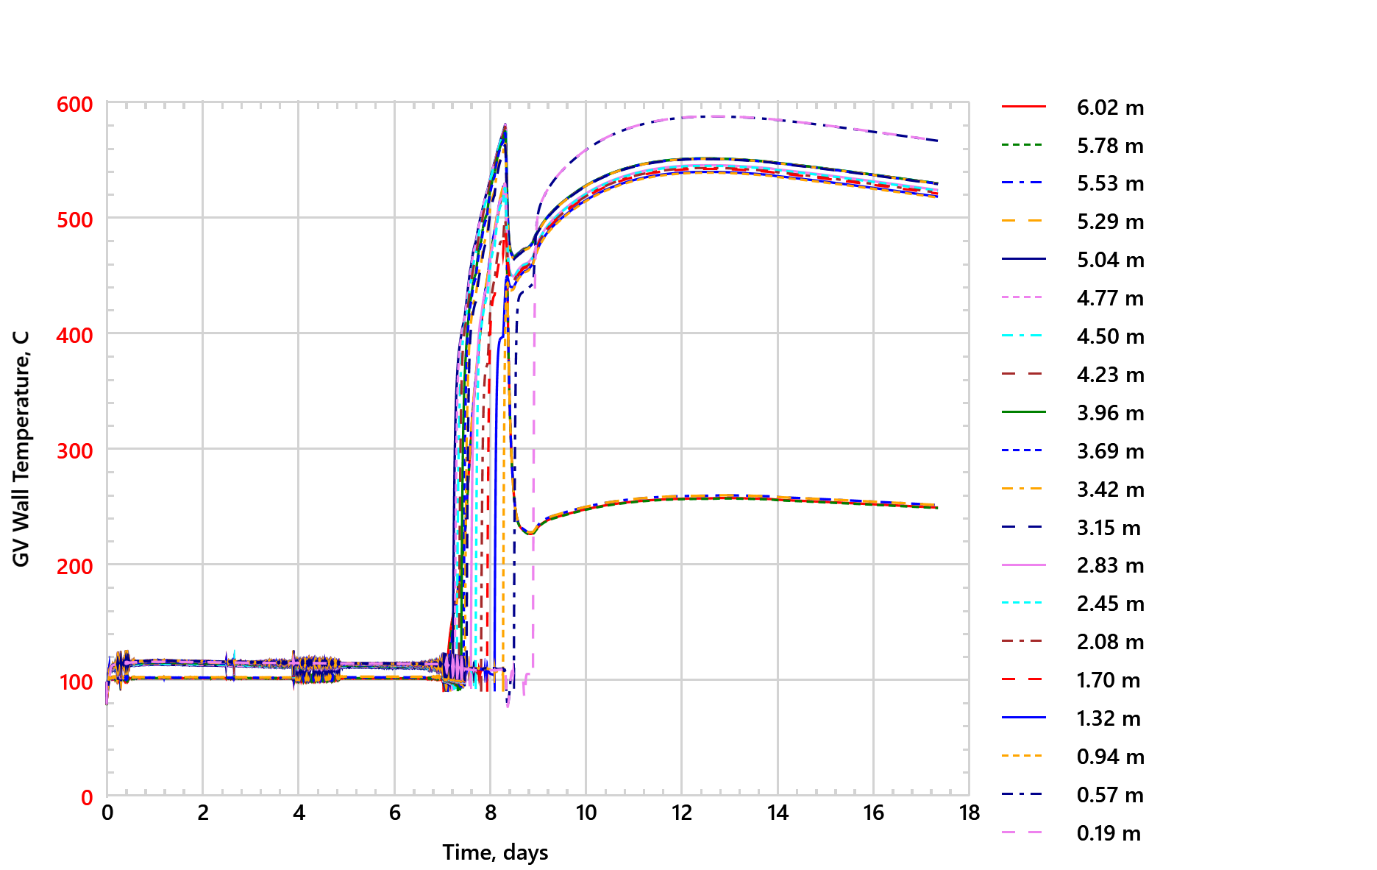 600
500
400
300
200
100
0
GV Wall Temperature, C
0 2 4 6 8 10 12 14 16 18
Time, days
6.02 m
5.78 m
5.53 m
5.29 m
5.04 m
4.77 m
4.50 m
4.23 m
3.96 m
3.69 m
3.42 m
3.15 m
2.83 m
2.45 m
2.08 m
1.70 m
1.32 m
0.94 m
0.57 m
0.19 m